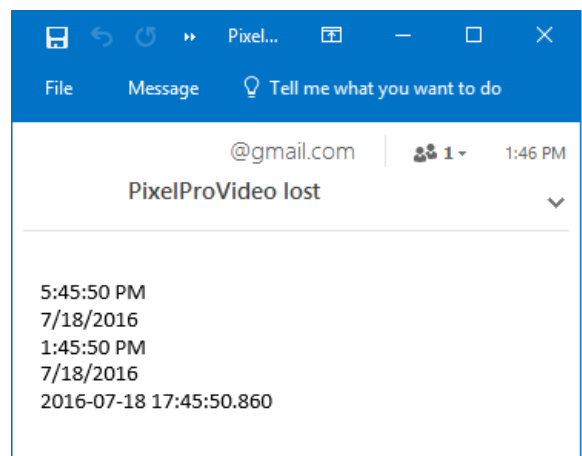 Pixel...
File Message Tell me what you want to do
@gmail.com 1 1:46 PM
PixelProVideo lost
5:45:50 PM
7/18/2016
1:45:50 PM
7/18/2016
2016-07-18 17:45:50.860